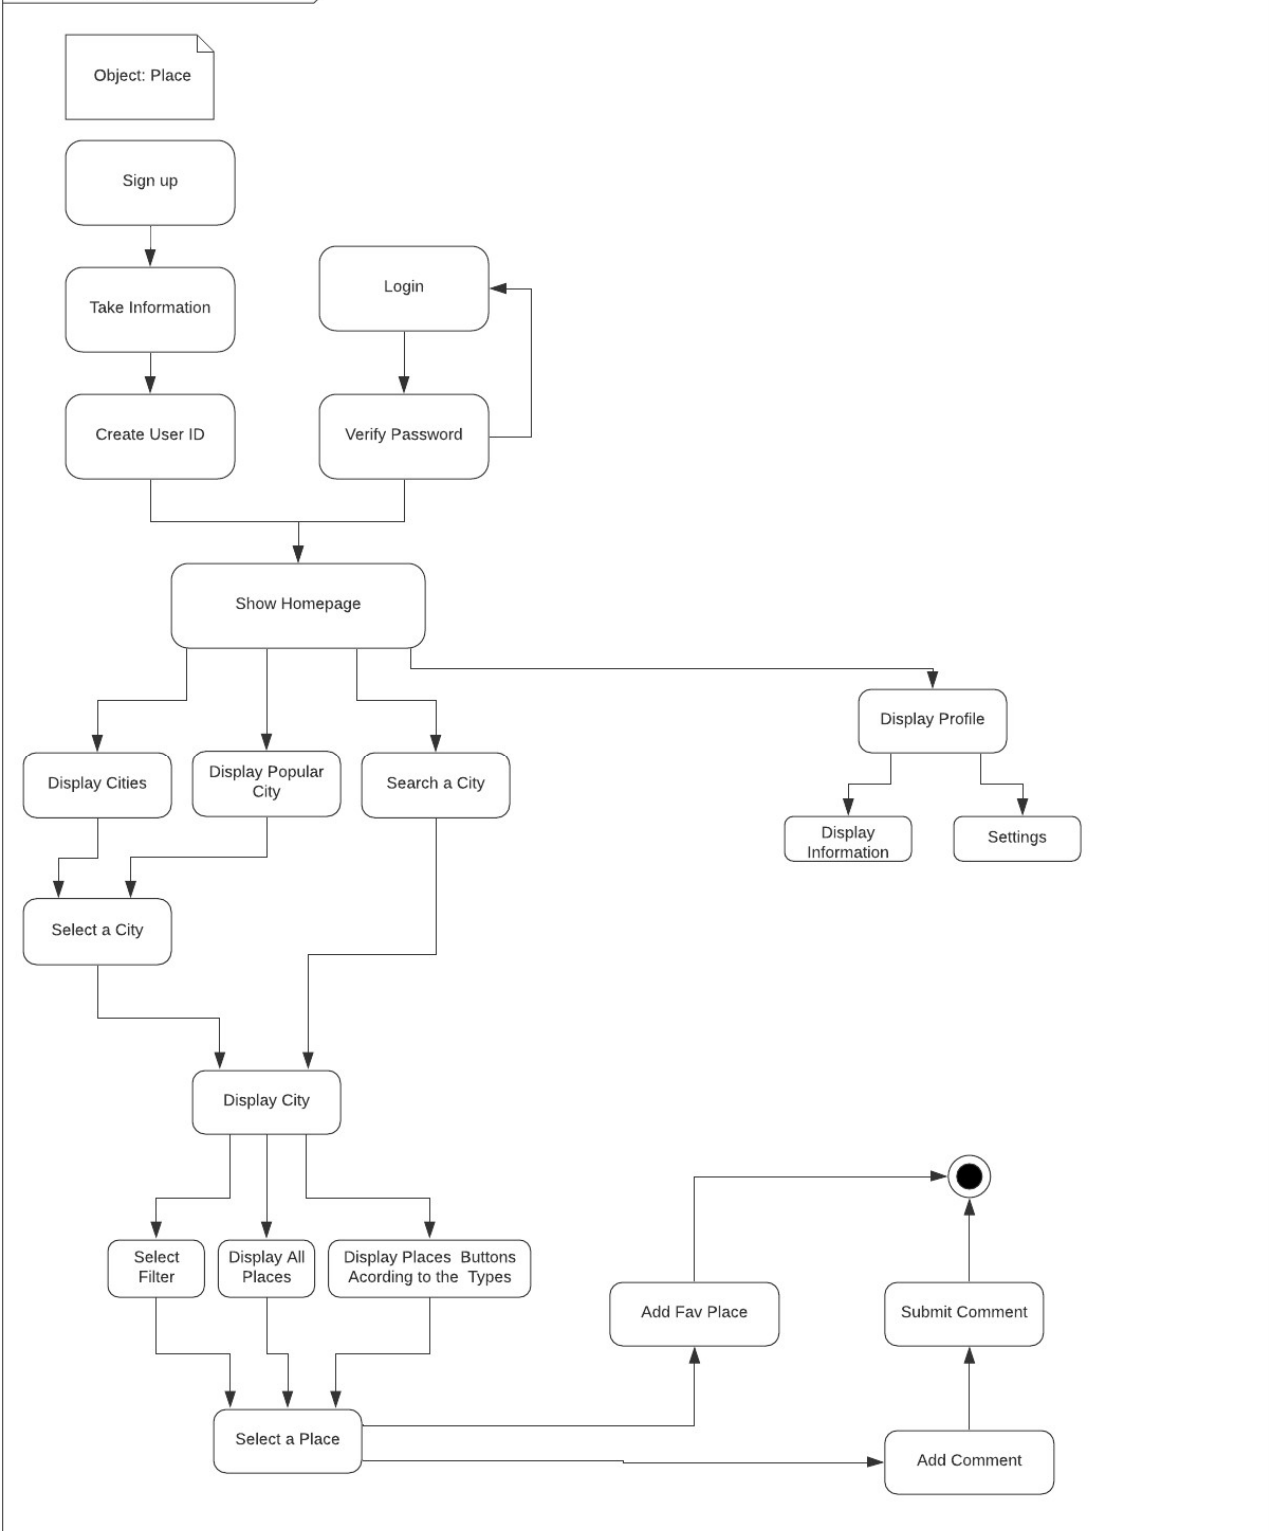 Object: Place
Sign up
Take Information
Login
Create User ID
Verify Password
Show Homepage
Display Profile
Display Cities
Display Popular
City
Search a City
Display
Information
Settings
Select a City
Display City
Select
Filter
Display All
Places
Display Places  Buttons
Acording to the  Types
Add Fav Place
Submit Comment
Select a Place
Add Comment